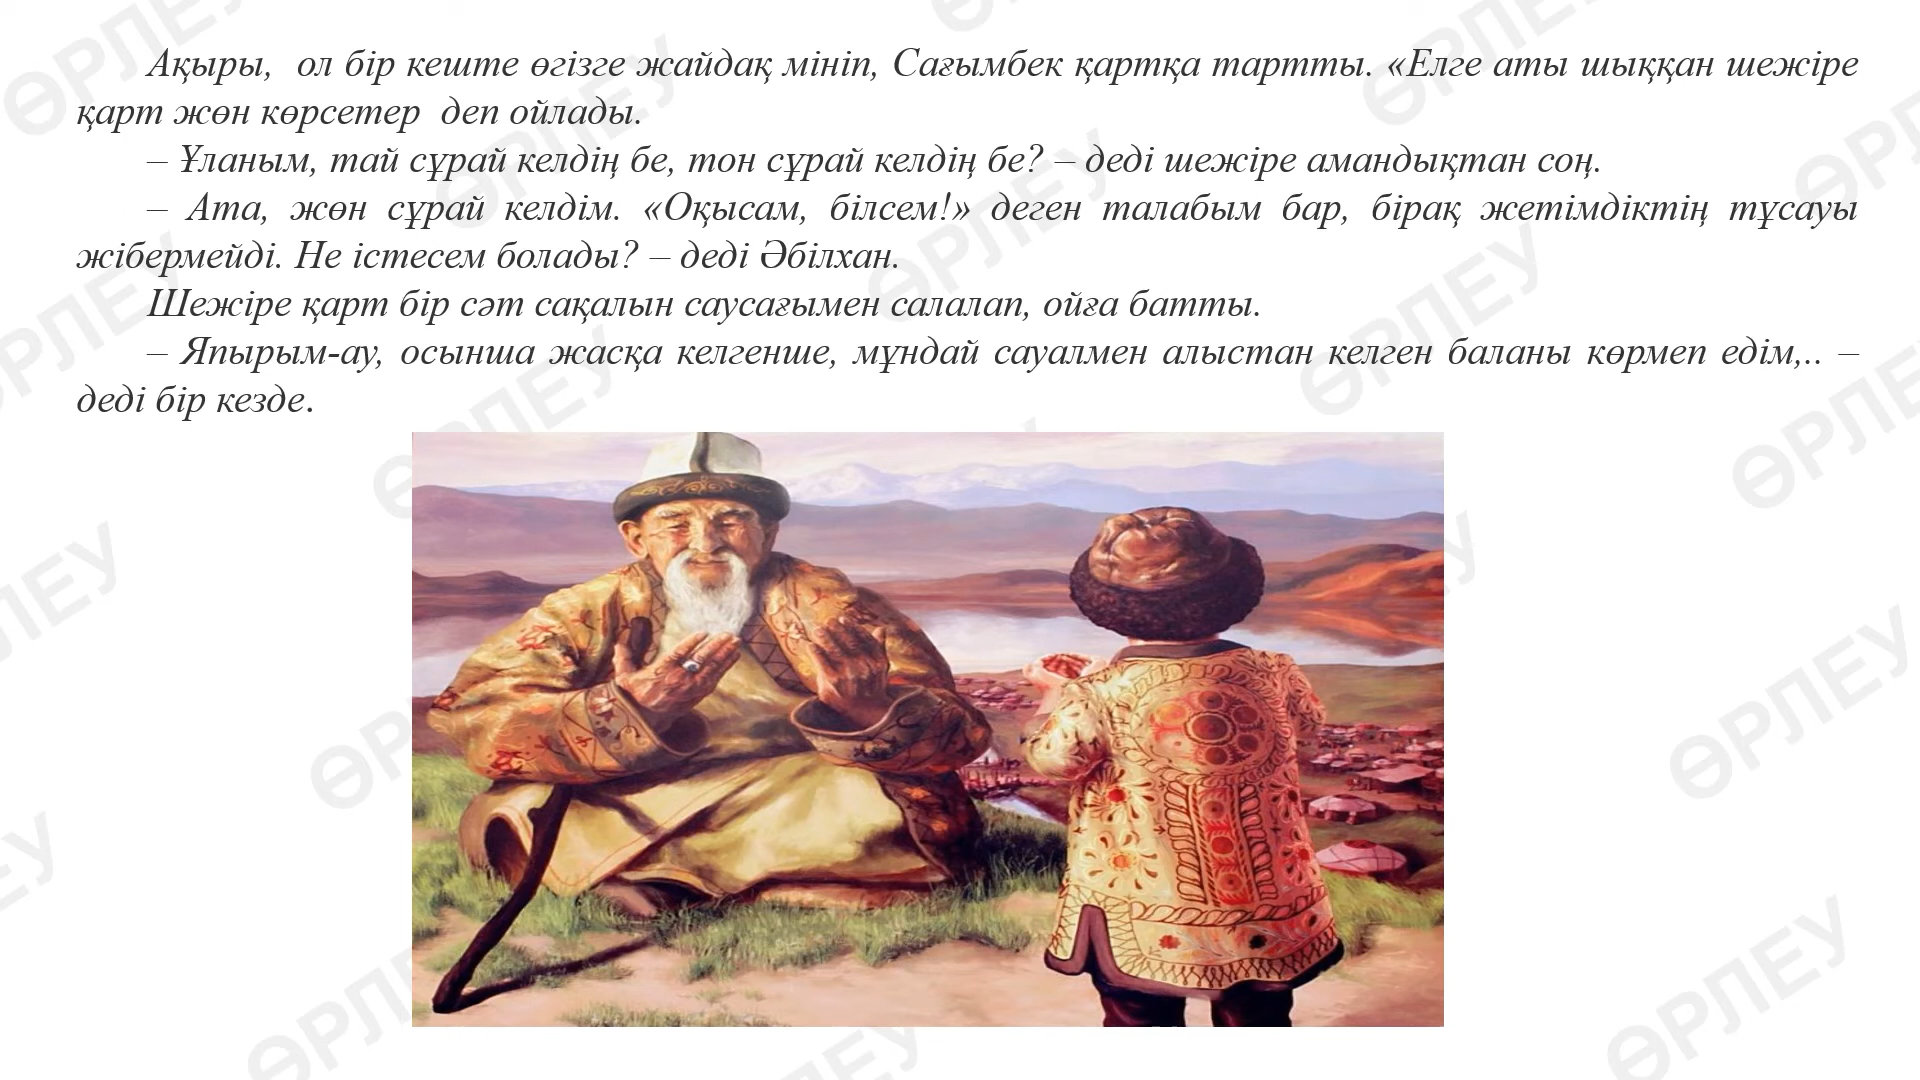 Ақыры,  ол бір кеште өгізге жайдақ мініп, Сағымбек қартқа тартты. «Елге аты шыққан шежіре
қарт жөн көрсетер  деп ойлады.
– Ұланым, тай сұрай келдің бе, тон сұрай келдің бе? – деді шежіре амандықтан соң.
– Ата, жөн сұрай келдім. «Оқысам, білсем!» деген талабым бар, бірақ жетімдіктің тұсауы
жібермейді. Не істесем болады? – деді Әбілхан.
Шежіре қарт бір сәт сақалын саусағымен салалап, ойға батты.
– Япырым-ау, осынша жасқа келгенше, мұндай сауалмен алыстан келген баланы көрмеп едім,.. –
деді бір кезде.
ӨРЛЕУ